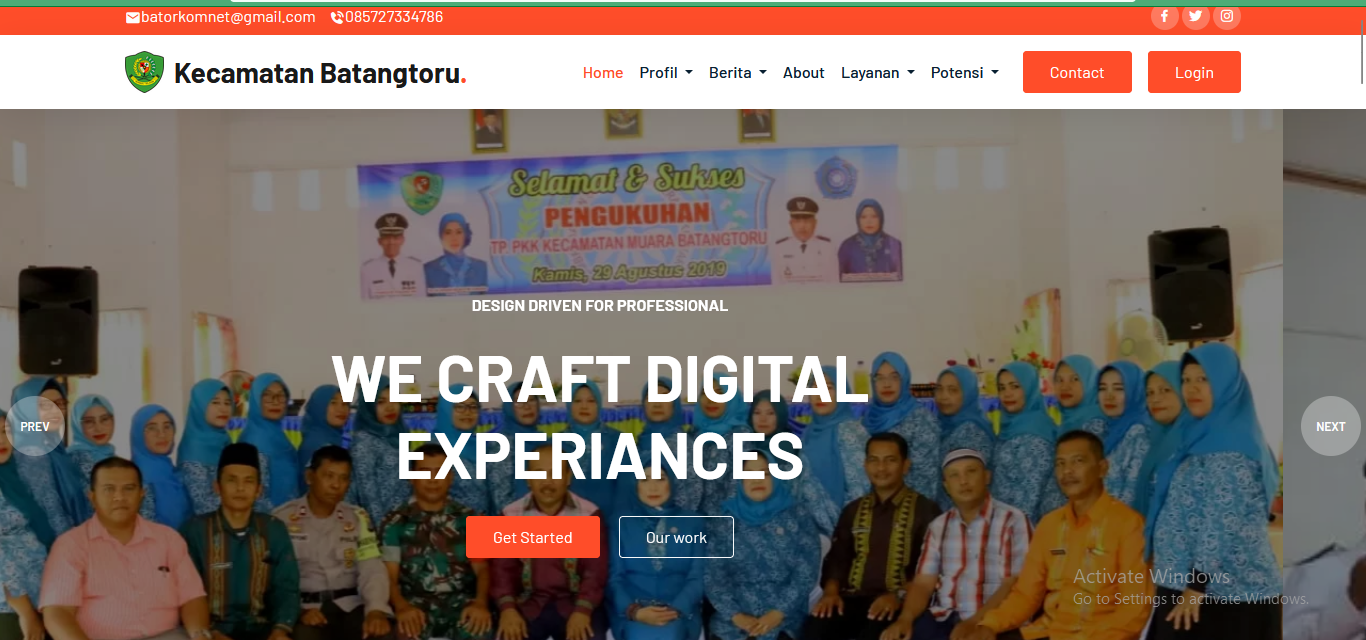 batorkomnet@gmail.com 085727334786
Kecamatan Batangtoru.
Home Profil Berita About Layanan Potensi Contact Login
Selamat & Sukses
PENGUKUHAN
TP. PKK KECAMATAN MUARA BATANGTORU
Kamis, 29 Agustus 2019
DESIGN DRIVEN FOR PROFESSIONAL
WE CRAFT DIGITAL
EXPERIANCES
PREV
NEXT
Get Started Our work
Activate Windows
Go to Settings to activate Windows.